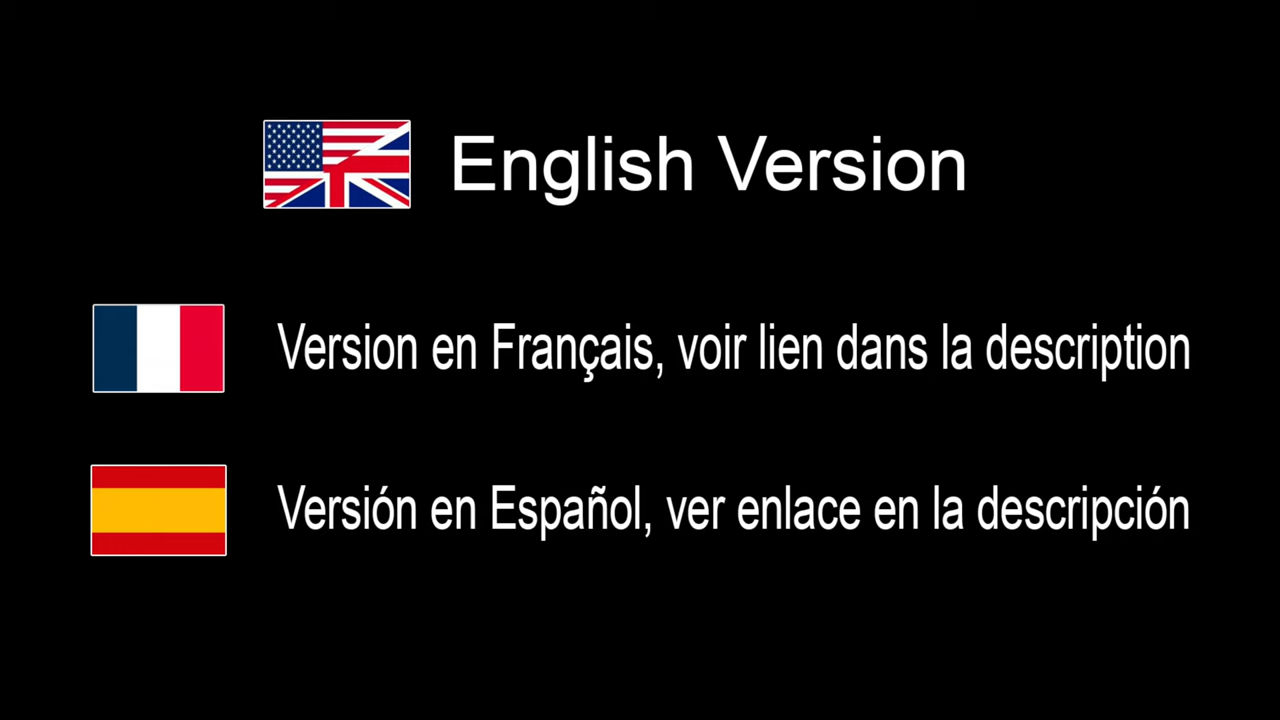 English Version
Version en Français, voir lien dans la description
Versión en Español, ver enlace en la descripción